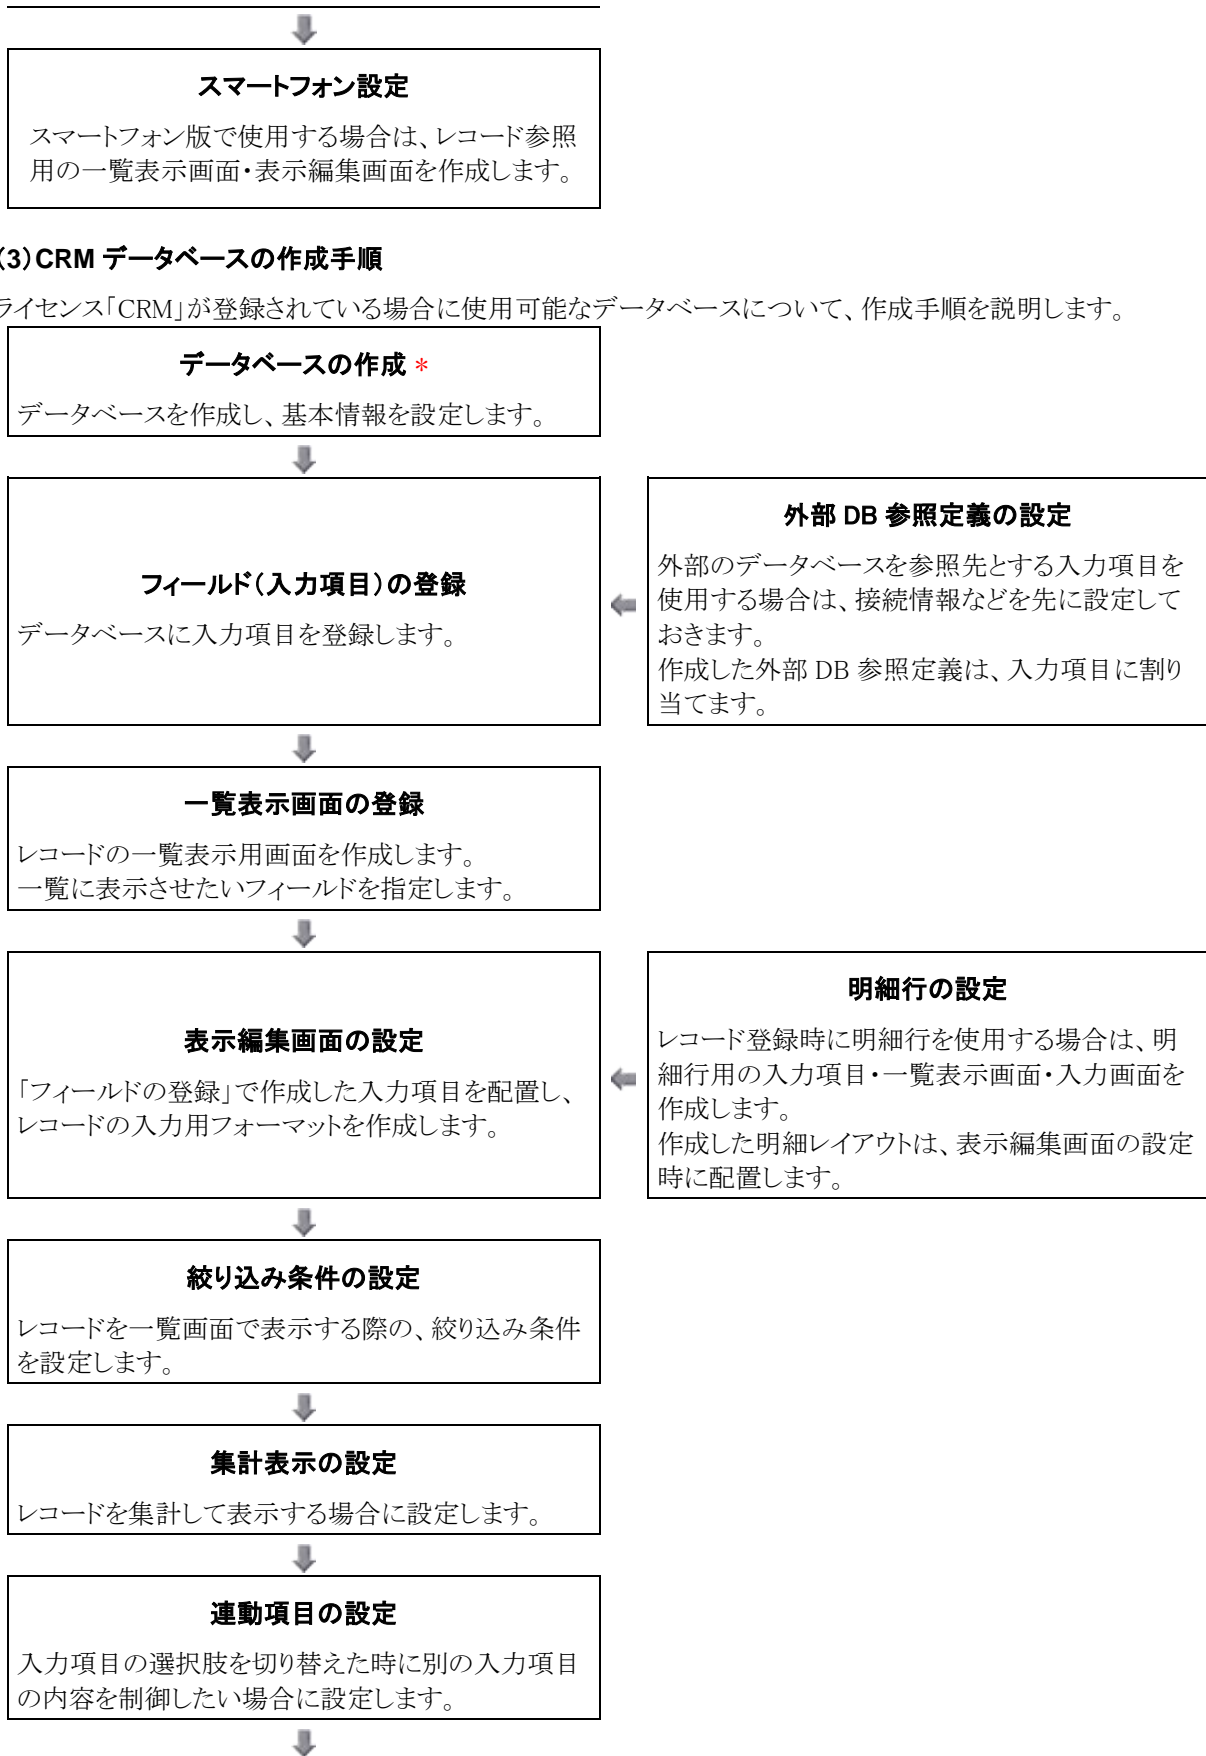 スマートフォン設定
スマートフォン版で使用する場合は、レコード参照
用の一覧表示画面・表示編集画面を作成します。
(3)CRM データベースの作成手順
ライセンス「CRM」が登録されている場合に使用可能なデータベースについて、作成手順を説明します。
データベースの作成 *
データベースを作成し、基本情報を設定します。
フィールド(入力項目)の登録
データベースに入力項目を登録します。
外部 DB 参照定義の設定
外部のデータベースを参照先とする入力項目を
使用する場合は、接続情報などを先に設定して
おきます。
作成した外部 DB 参照定義は、入力項目に割り
当てます。
一覧表示画面の登録
レコードの一覧表示用画面を作成します。
一覧に表示させたいフィールドを指定します。
表示編集画面の設定
「フィールドの登録」で作成した入力項目を配置し、
レコードの入力用フォーマットを作成します。
明細行の設定
レコード登録時に明細行を使用する場合は、明
細行用の入力項目・一覧表示画面・入力画面を
作成します。
作成した明細レイアウトは、表示編集画面の設定
時に配置します。
絞り込み条件の設定
レコードを一覧画面で表示する際の、絞り込み条件
を設定します。
集計表示の設定
レコードを集計して表示する場合に設定します。
連動項目の設定
入力項目の選択肢を切り替えた時に別の入力項目
の内容を制御したい場合に設定します。